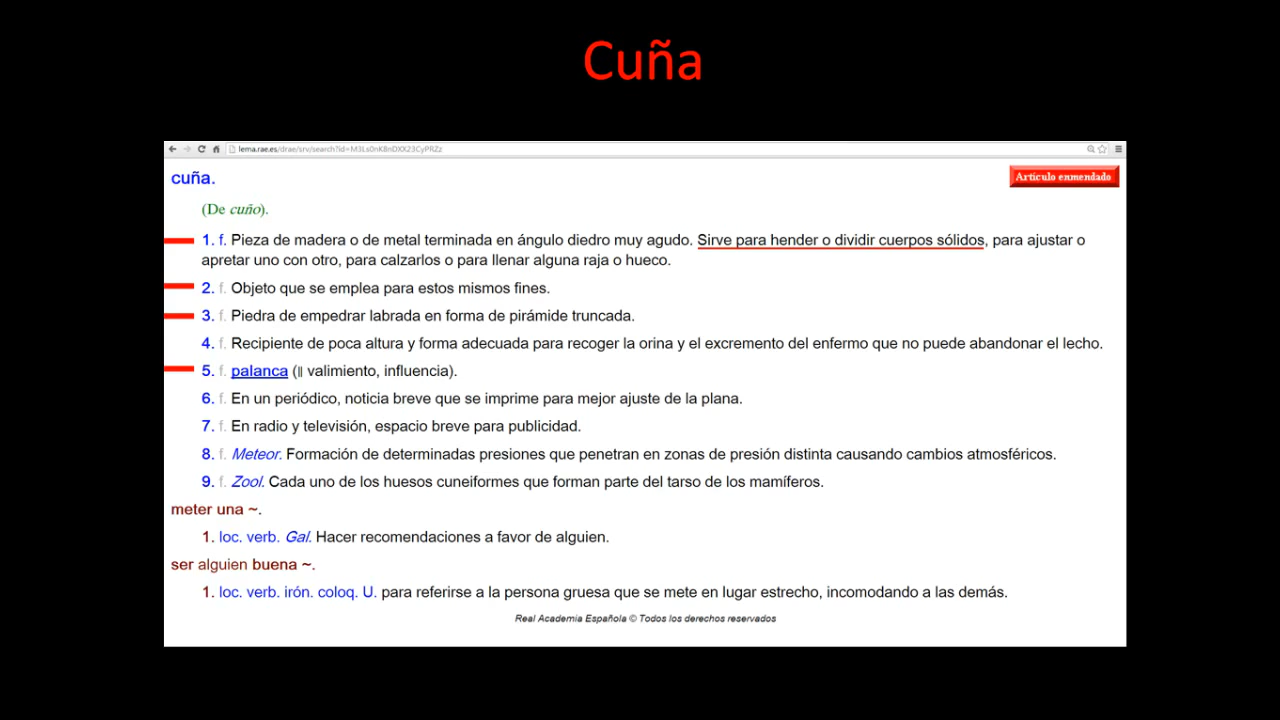 Cuña
lema.rae.es/drae/srv/search?id=M3Ls0nK8nDXX23CyPRZz
cuña.
Artículo enmendado
(De cuño).
1. f. Pieza de madera o de metal terminada en ángulo diedro muy agudo. Sirve para hender o dividir cuerpos sólidos, para ajustar o
apretar uno con otro, para calzarlos o para llenar alguna raja o hueco.
2. f. Objeto que se emplea para estos mismos fines.
3. f. Piedra de empedrar labrada en forma de pirámide truncada.
4. f. Recipiente de poca altura y forma adecuada para recoger la orina y el excremento del enfermo que no puede abandonar el lecho.
5. f. palanca (‖ valimiento, influencia).
6. f. En un periódico, noticia breve que se imprime para mejor ajuste de la plana.
7. f. En radio y televisión, espacio breve para publicidad.
8. f. Meteor. Formación de determinadas presiones que penetran en zonas de presión distinta causando cambios atmosféricos.
9. f. Zool. Cada uno de los huesos cuneiformes que forman parte del tarso de los mamíferos.
meter una ~.
1. loc. verb. Gal. Hacer recomendaciones a favor de alguien.
ser alguien buena ~.
1. loc. verb. irón. coloq. U. para referirse a la persona gruesa que se mete en lugar estrecho, incomodando a las demás.
Real Academia Española © Todos los derechos reservados